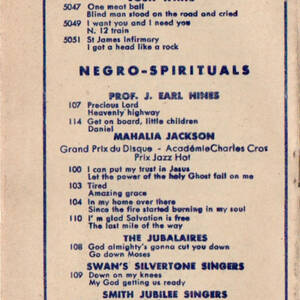 5047 One meat ball
Blind man stood on the road and cried
5049 I want you and I need you
N. 12 train
5051 St James Infirmary
I got a head like a rock
NEGRO-SPIRITUALS
PROF. J. EARL HINES
107 Precious Lord
Heavenly highway
114 Get on board, little children
Daniel
MAHALIA JACKSON
Grand Prix du Disque - Académie Charles Cros
Prix Jazz Hot
100 I can put my trust in Jesus
Let the power of the holy Ghost fall on me
103 Tired
Amazing grace
104 In my home over there
Since the fire started burning in my soul
110 I'm glad Salvation is free
The last mile of the way
THE JUBALAIRES
108 God almighty's gonna cut you down
Go down Moses
SWAN'S SILVERTONE SINGERS
109 Down on my knees
My God getting us ready
SMITH JUBILEE SINGERS